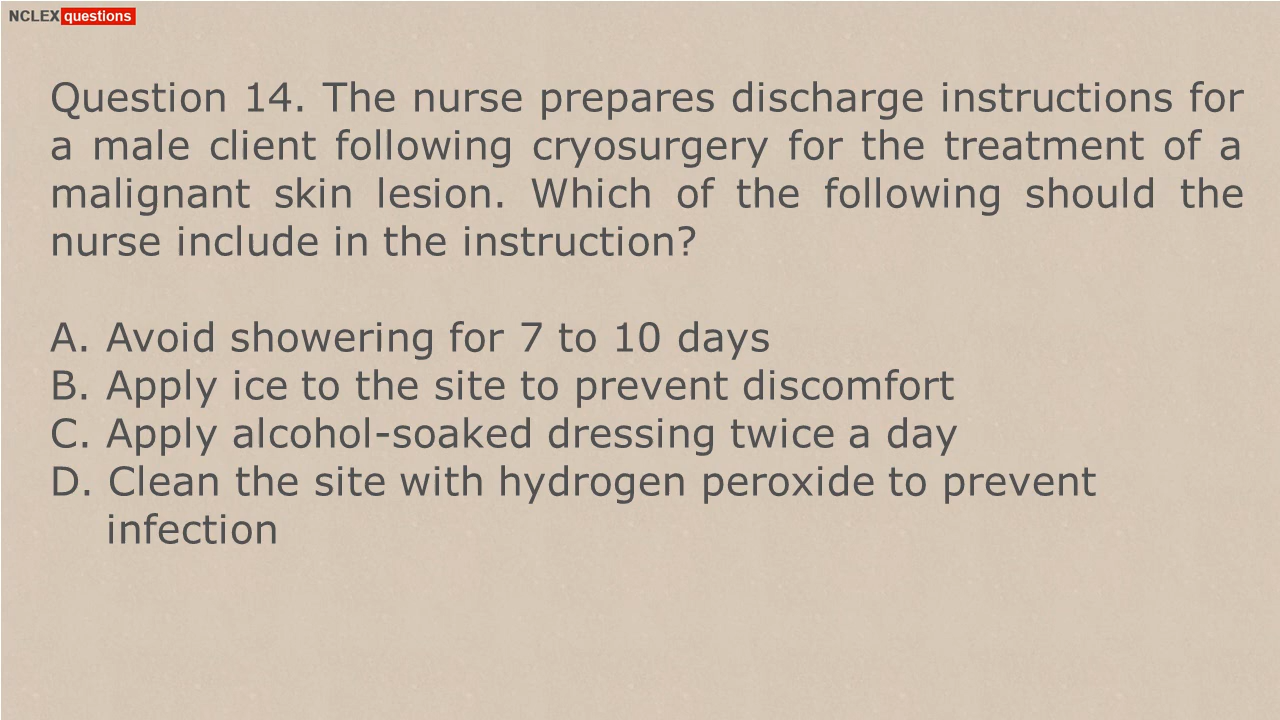 NCLEX questions
Question 14. The nurse prepares discharge instructions for
a male client following cryosurgery for the treatment of a
malignant skin lesion. Which of the following should the
nurse include in the instruction?
A. Avoid showering for 7 to 10 days
B. Apply ice to the site to prevent discomfort
C. Apply alcohol-soaked dressing twice a day
D. Clean the site with hydrogen peroxide to prevent
infection